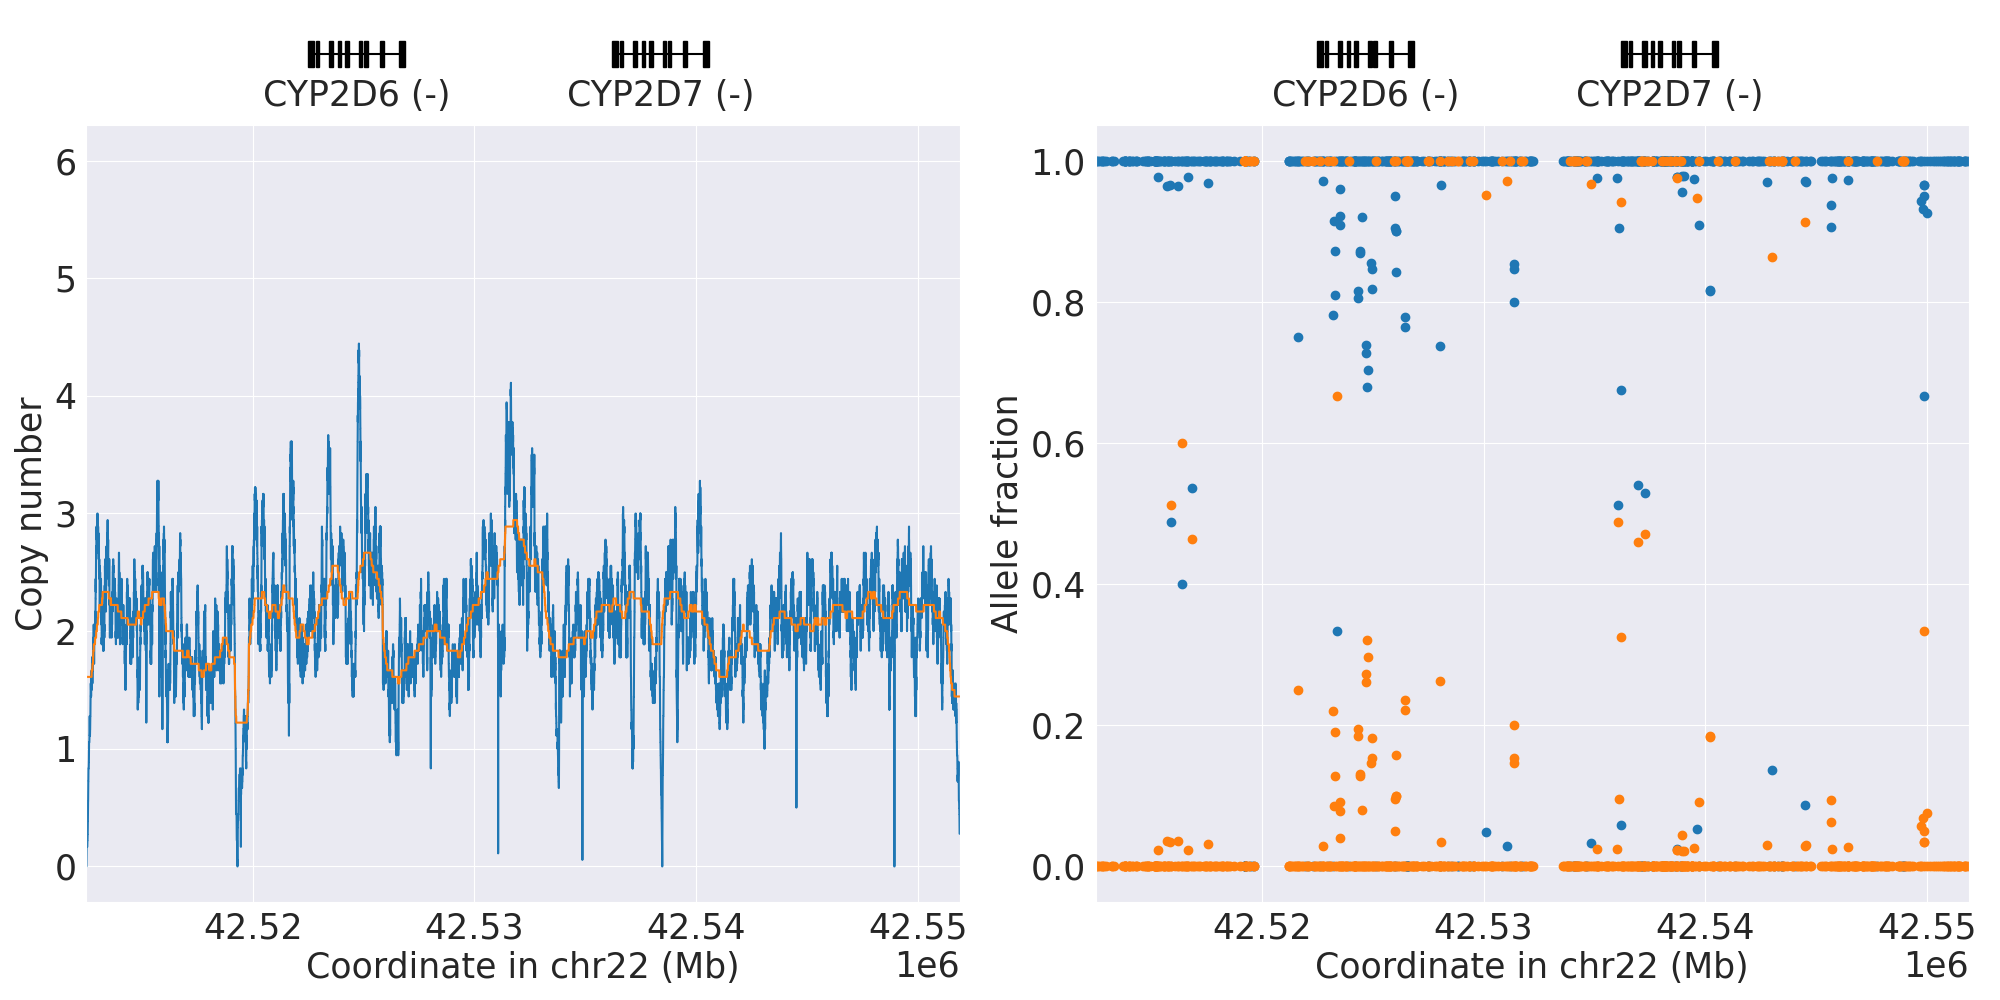 CYP2D6 (-)
CYP2D7 (-)
6
5
4
3
2
1
0
Copy number
42.52
42.53
42.54
42.55
Coordinate in chr22 (Mb)
1e6
CYP2D6 (-)
CYP2D7 (-)
1.0
0.8
0.6
0.4
0.2
0.0
Allele fraction
42.52
42.53
42.54
42.55
Coordinate in chr22 (Mb)
1e6